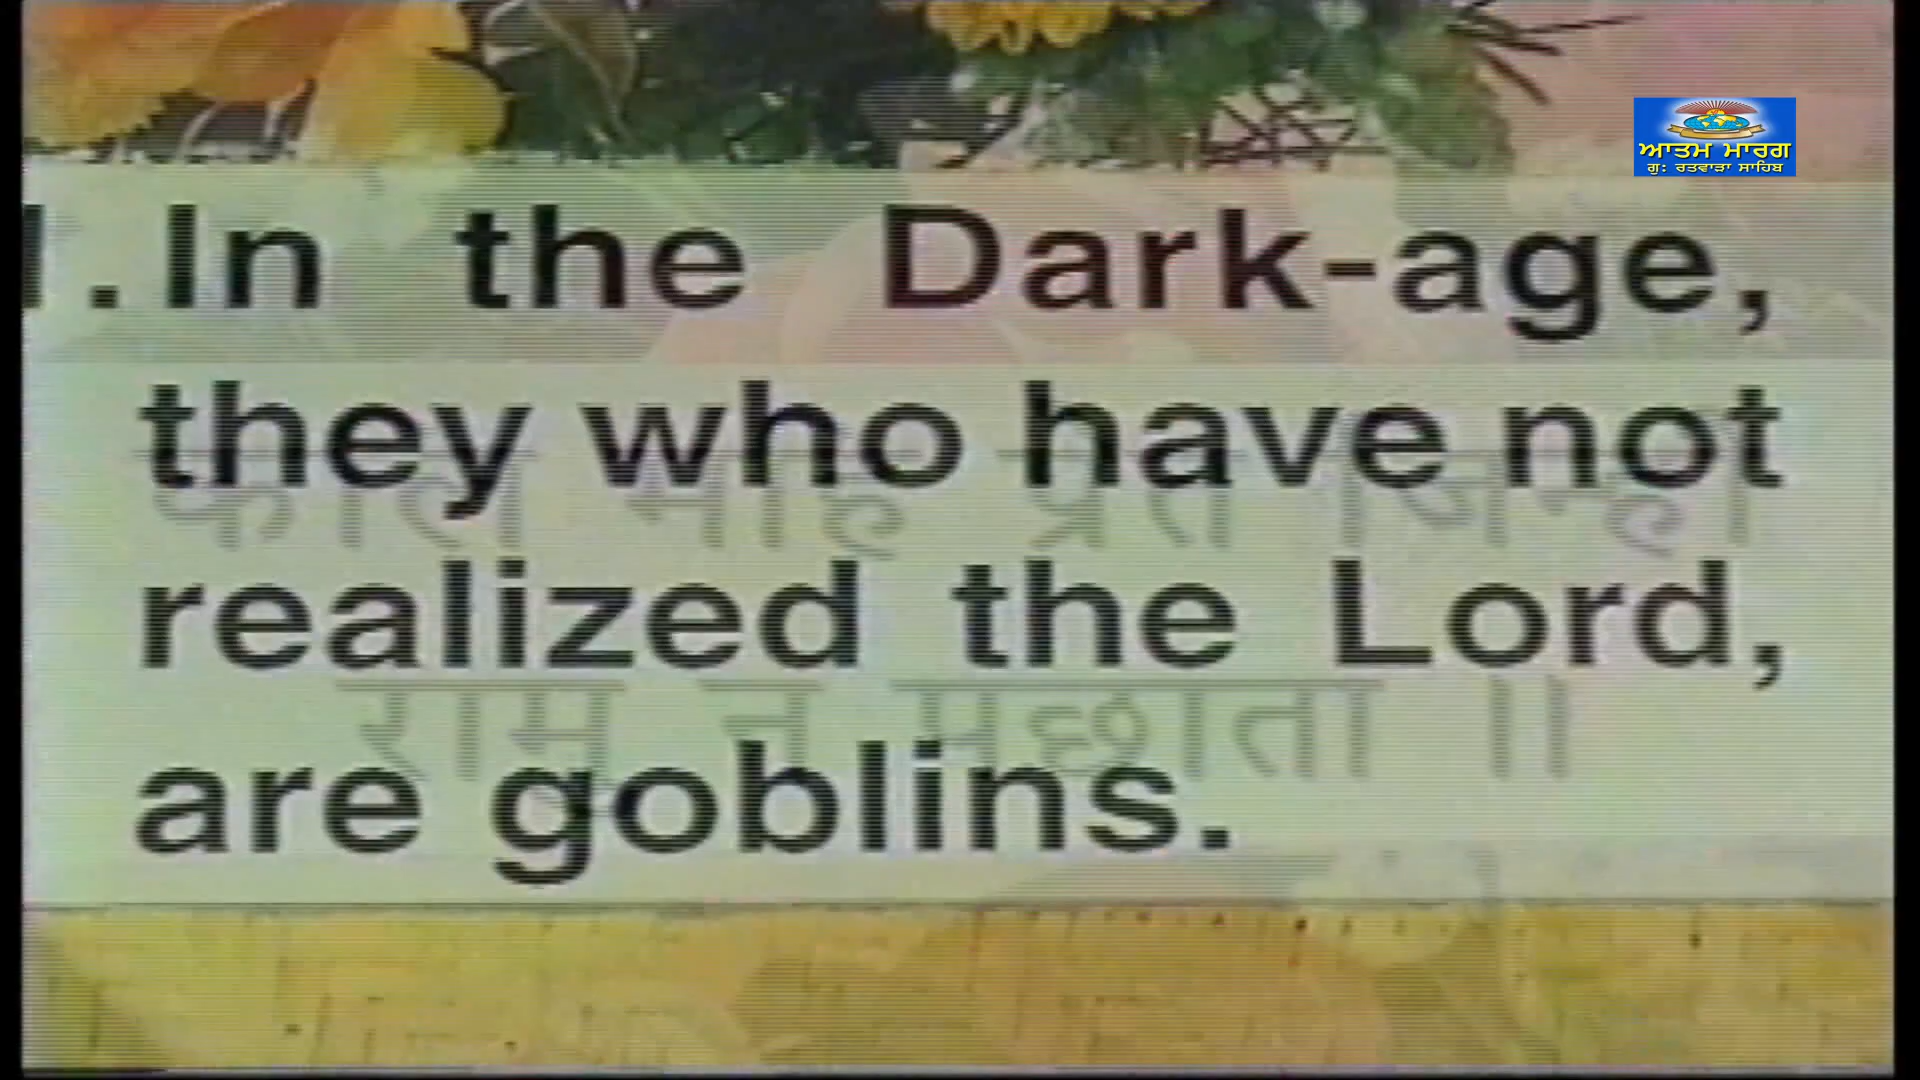 ਆਤਮ ਮਾਰਗ
ਗੁ: ਰਤਵਾੜਾ ਸਾਹਿਬ
. In the Dark-age,
they who have not
realized the Lord,
are goblins.
राम न